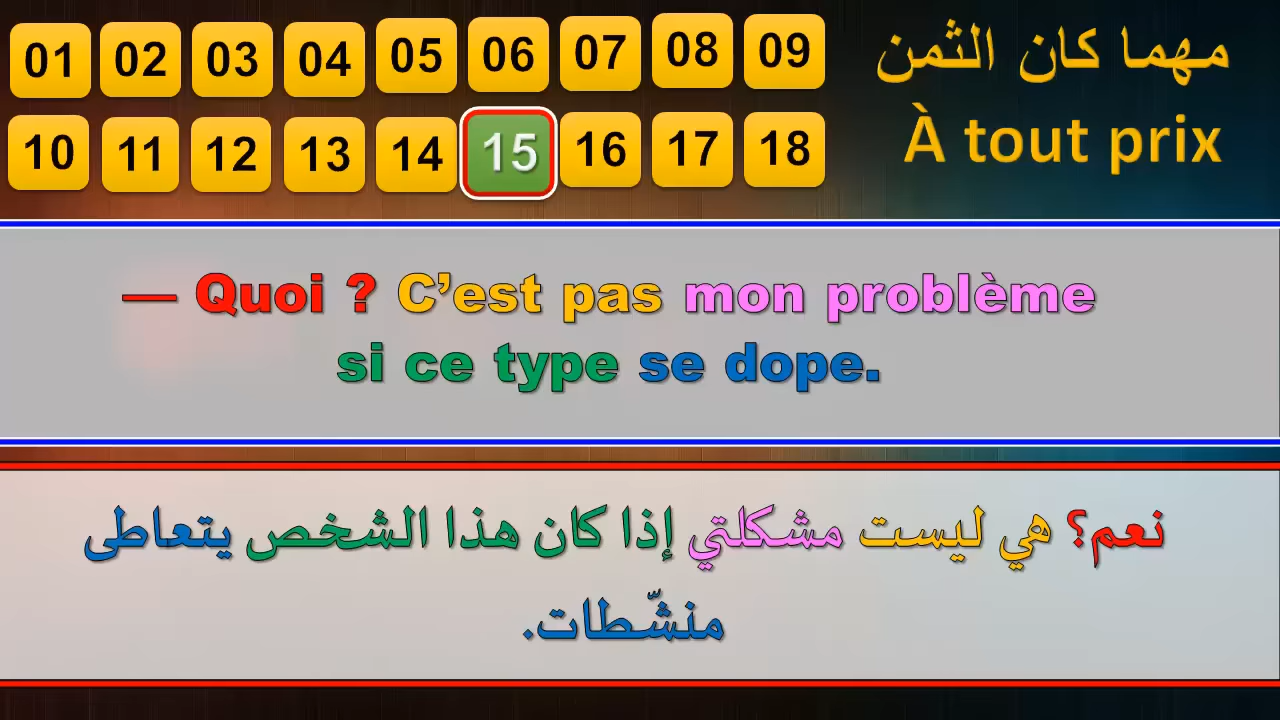 01 02 03 04 05 06 07 08 09
10 11 12 13 14 15 16 17 18
مهما كان الثمن
À tout prix
— Quoi ? C’est pas mon problème
si ce type se dope.
نعم؟ هي ليست مشكلتي إذا كان هذا الشخص يتعاطى
منشّطات.